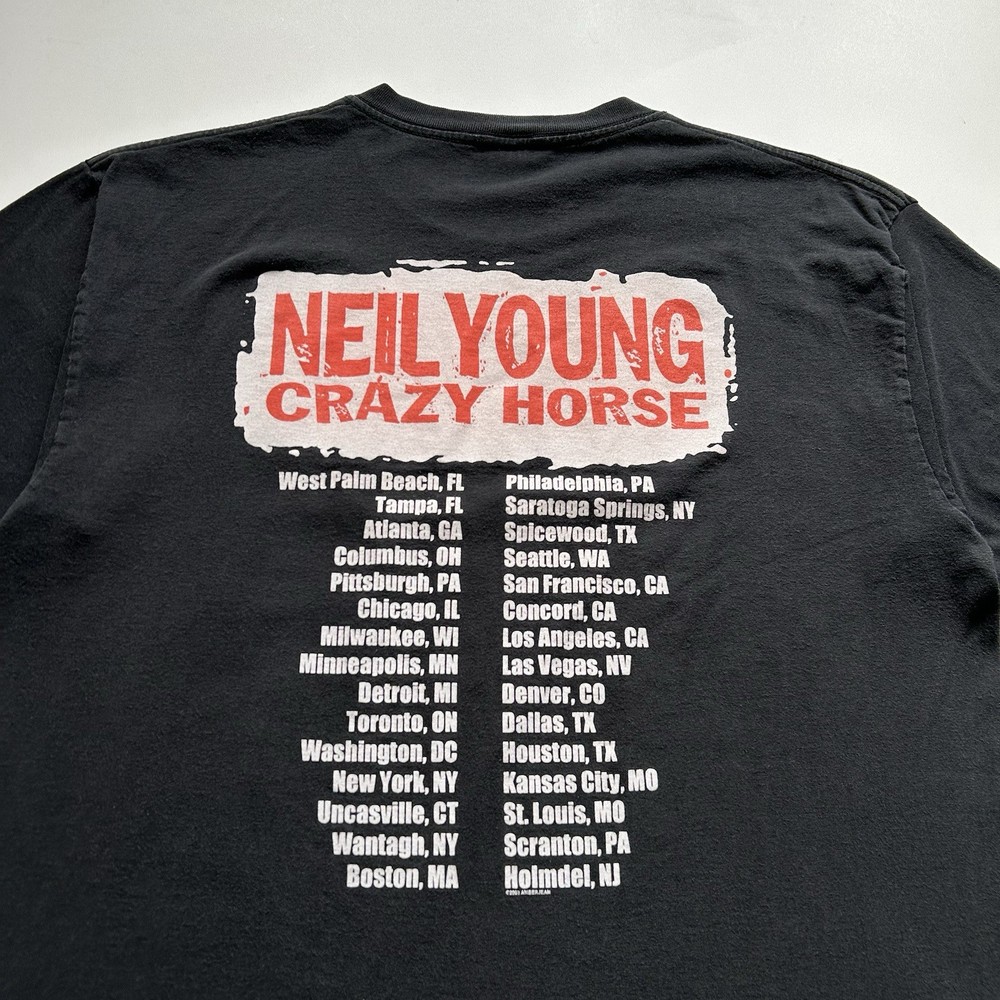 NEIL YOUNG
CRAZY HORSE
West Palm Beach, FL
Tampa, FL
Atlanta, GA
Columbus, OH
Pittsburgh, PA
Chicago, IL
Milwaukee, WI
Minneapolis, MN
Detroit, MI
Toronto, ON
Washington, DC
New York, NY
Uncasville, CT
Wantagh, NY
Boston, MA
Philadelphia, PA
Saratoga Springs, NY
Spicewood, TX
Seattle, WA
San Francisco, CA
Concord, CA
Los Angeles, CA
Las Vegas, NV
Denver, CO
Dallas, TX
Houston, TX
Kansas City, MO
St. Louis, MO
Scranton, PA
Holmdel, NJ